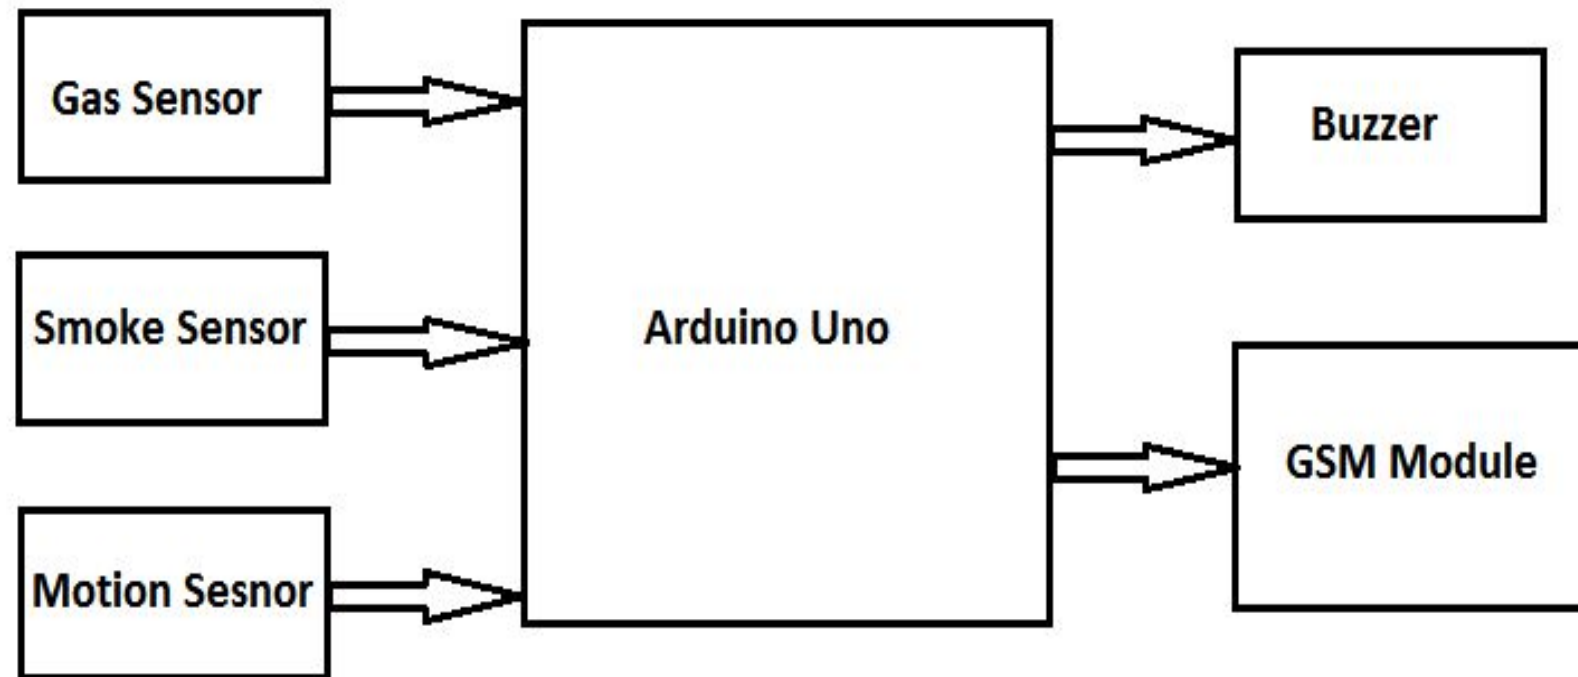 Gas Sensor
Smoke Sensor
Motion Sesnor
Arduino Uno
Buzzer
GSM Module